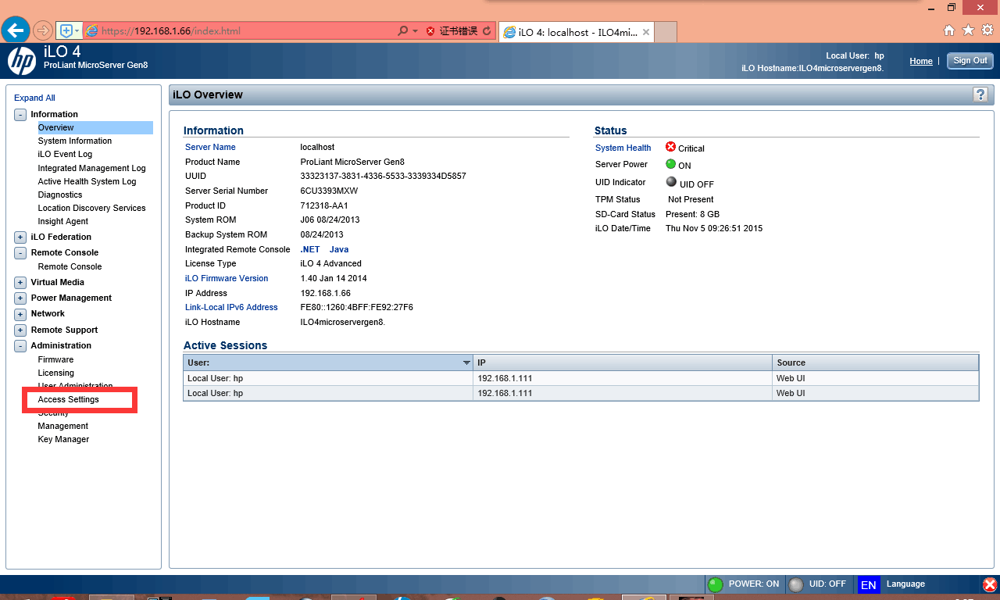 https://192.168.1.66/index.html
证书错误
iLO 4: localhost - ILO4mi...
hp
iLO 4
ProLiant MicroServer Gen8
Local User: hp
iLO Hostname:ILO4microservergen8.
Home
Sign Out
Expand All
Information
Overview
System Information
iLO Event Log
Integrated Management Log
Active Health System Log
Diagnostics
Location Discovery Services
Insight Agent
iLO Federation
Remote Console
Remote Console
Virtual Media
Power Management
Network
Remote Support
Administration
Firmware
Licensing
User Administration
Access Settings
Security
Management
Key Manager
iLO Overview
?
Information
Server Name localhost
Product Name ProLiant MicroServer Gen8
UUID 33323137-3831-4336-5533-3339334D5857
Server Serial Number 6CU3393MXW
Product ID 712318-AA1
System ROM J06 08/24/2013
Backup System ROM 08/24/2013
Integrated Remote Console .NET Java
License Type iLO 4 Advanced
iLO Firmware Version 1.40 Jan 14 2014
IP Address 192.168.1.66
Link-Local IPv6 Address FE80::1260:4BFF:FE92:27F6
iLO Hostname ILO4microservergen8.
Status
System Health Critical
Server Power ON
UID Indicator UID OFF
TPM Status Not Present
SD-Card Status Present: 8 GB
iLO Date/Time Thu Nov 5 09:26:51 2015
Active Sessions
User: IP Source
Local User: hp 192.168.1.111 Web UI
Local User: hp 192.168.1.111 Web UI
POWER: ON UID: OFF EN Language